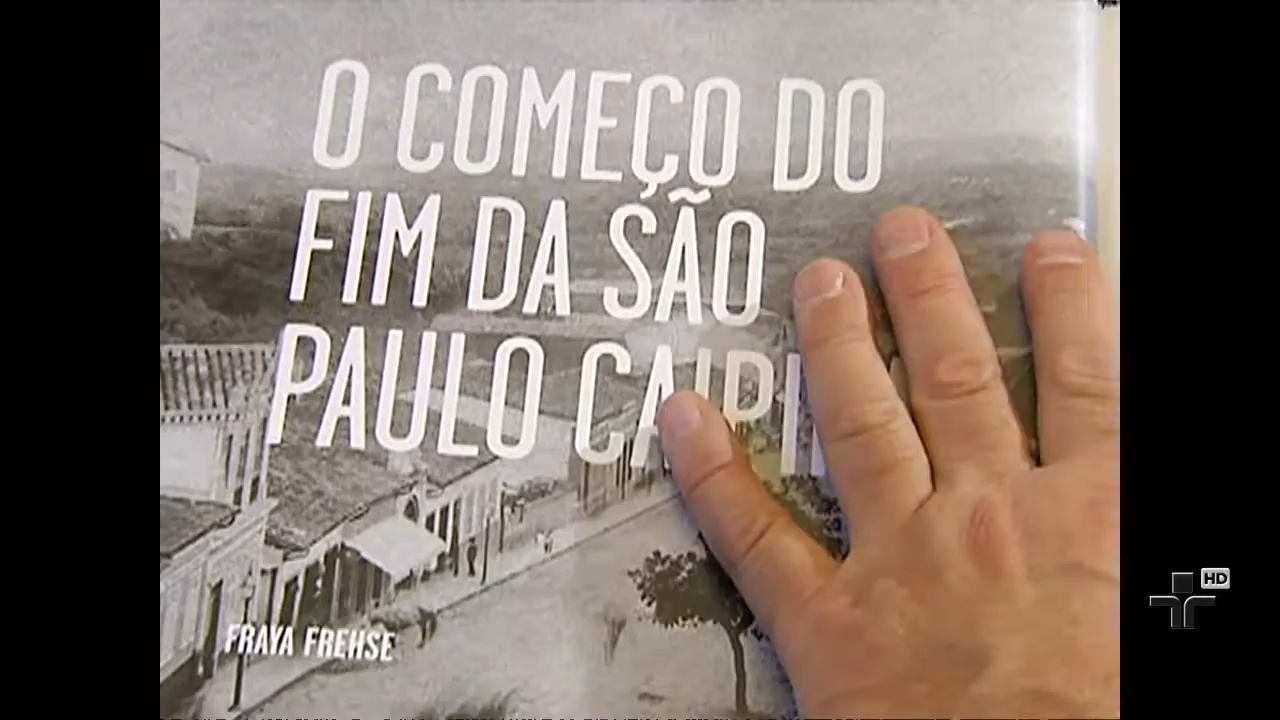 O COMEÇO DO
FIM DA SÃO
PAULO CAIPI
FRAYA FREHSE
HD